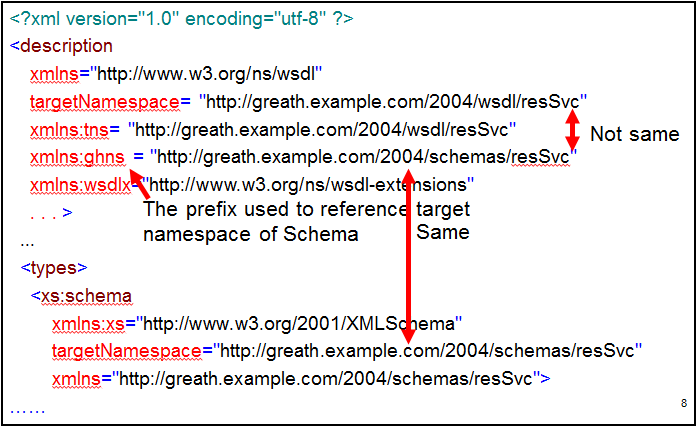 <?xml version="1.0" encoding="utf-8" ?>
<description
xmlns="http://www.w3.org/ns/wsdl"
targetNamespace= "http://greath.example.com/2004/wsdl/resSvc"
xmlns:tns= "http://greath.example.com/2004/wsdl/resSvc"
Not same
xmlns:ghns = "http://greath.example.com/2004/schemas/resSvc"
xmlns:wsdlx="http://www.w3.org/ns/wsdl-extensions"
. . . >
The prefix used to reference target
namespace of Schema
Same
...
<types>
<xs:schema
xmlns:xs="http://www.w3.org/2001/XMLSchema"
targetNamespace="http://greath.example.com/2004/schemas/resSvc"
xmlns="http://greath.example.com/2004/schemas/resSvc">
......
8